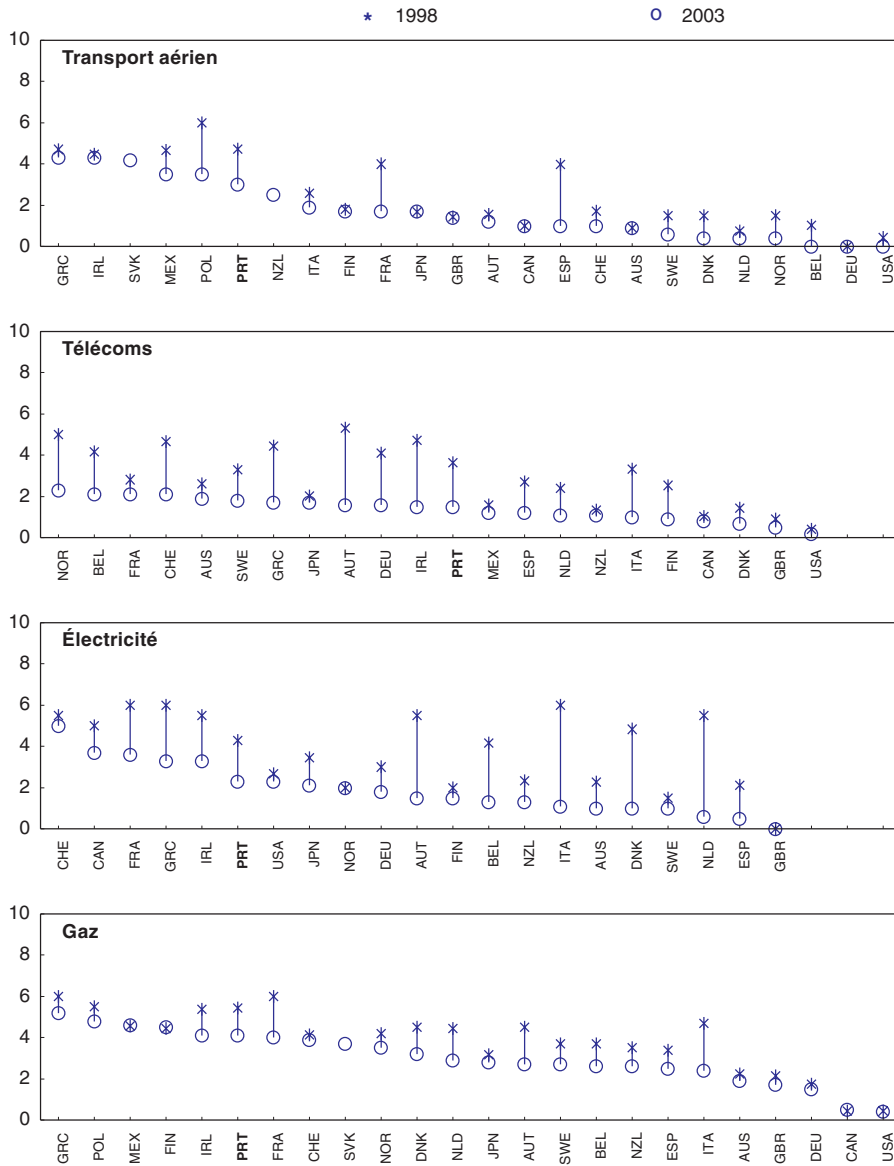 * 1998 o 2003
10
Transport aérien
8
6
4
2
0
GRC IRL SVK MEX POL PRT NZL ITA FIN FRA JPN GBR AUT CAN ESP CHE AUS SWE DNK NLD NOR BEL DEU USA
10
Télécoms
8
6
4
2
0
NOR BEL FRA CHE AUS SWE GRC JPN AUT DEU IRL PRT MEX ESP NLD NZL ITA FIN CAN DNK GBR USA
10
Électricité
8
6
4
2
0
CHE CAN FRA GRC IRL PRT USA JPN NOR DEU AUT FIN BEL NZL ITA AUS DNK SWE NLD ESP GBR
10
Gaz
8
6
4
2
0
GRC POL MEX FIN IRL PRT FRA CHE SVK NOR DNK NLD JPN AUT SWE BEL NZL ESP ITA AUS GBR DEU CAN USA